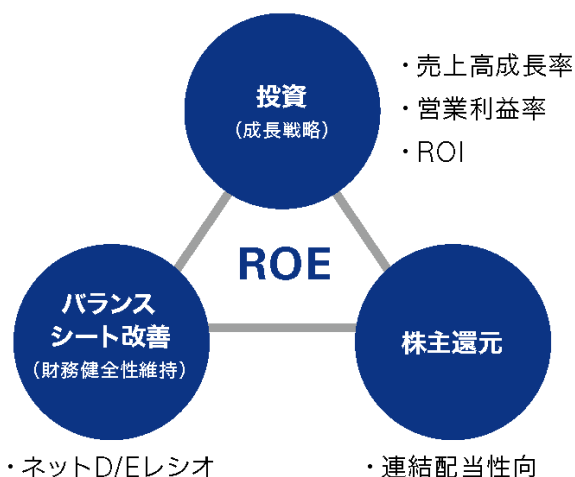 投資
（成長戦略）
・売上高成長率
・営業利益率
・ROI
ROE
バランス
シート改善
（財務健全性維持）
株主還元
・ネットD/Eレシオ
・連結配当性向